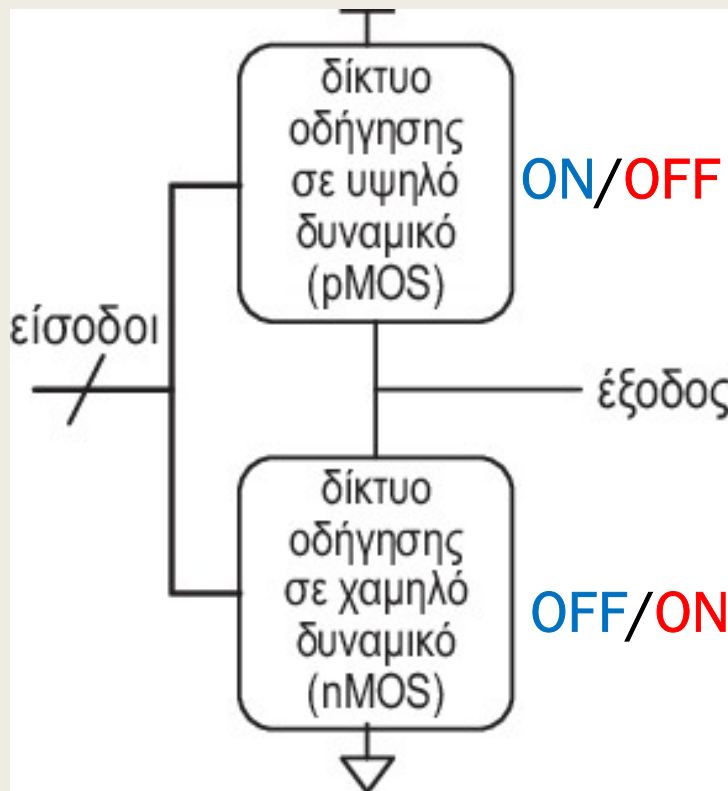 δίκτυο
οδήγησης
σε υψηλό
δυναμικό
(pMOS)
ON/OFF
είσοδοι
έξοδος
δίκτυο
οδήγησης
σε χαμηλό
δυναμικό
(nMOS)
OFF/ON